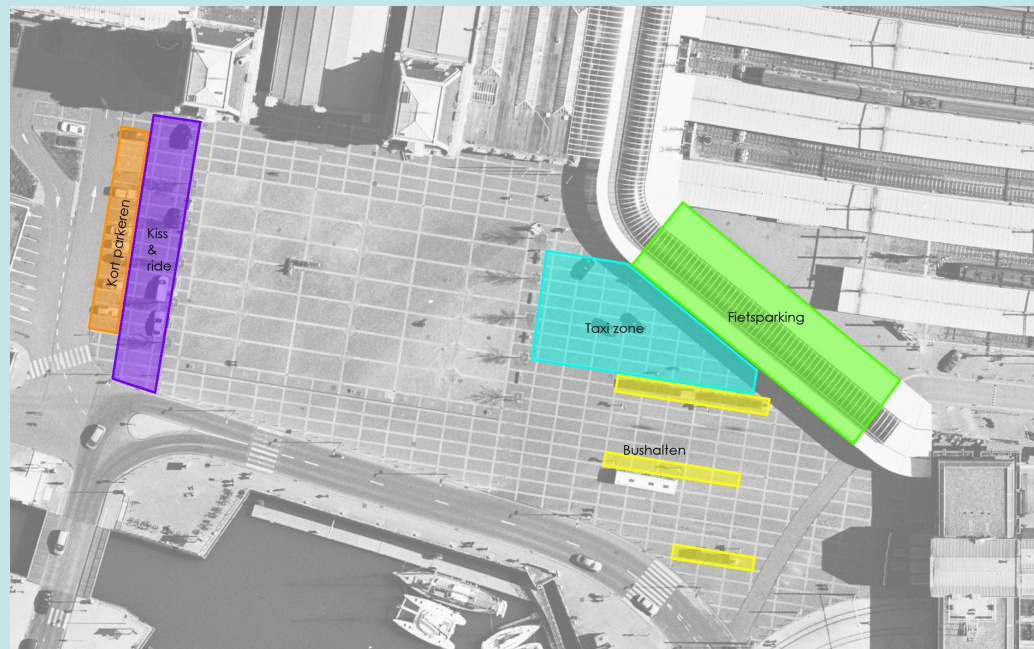 Kort parkeren
Kiss
&
ride
Taxi zone
Fietsparking
Bushalten